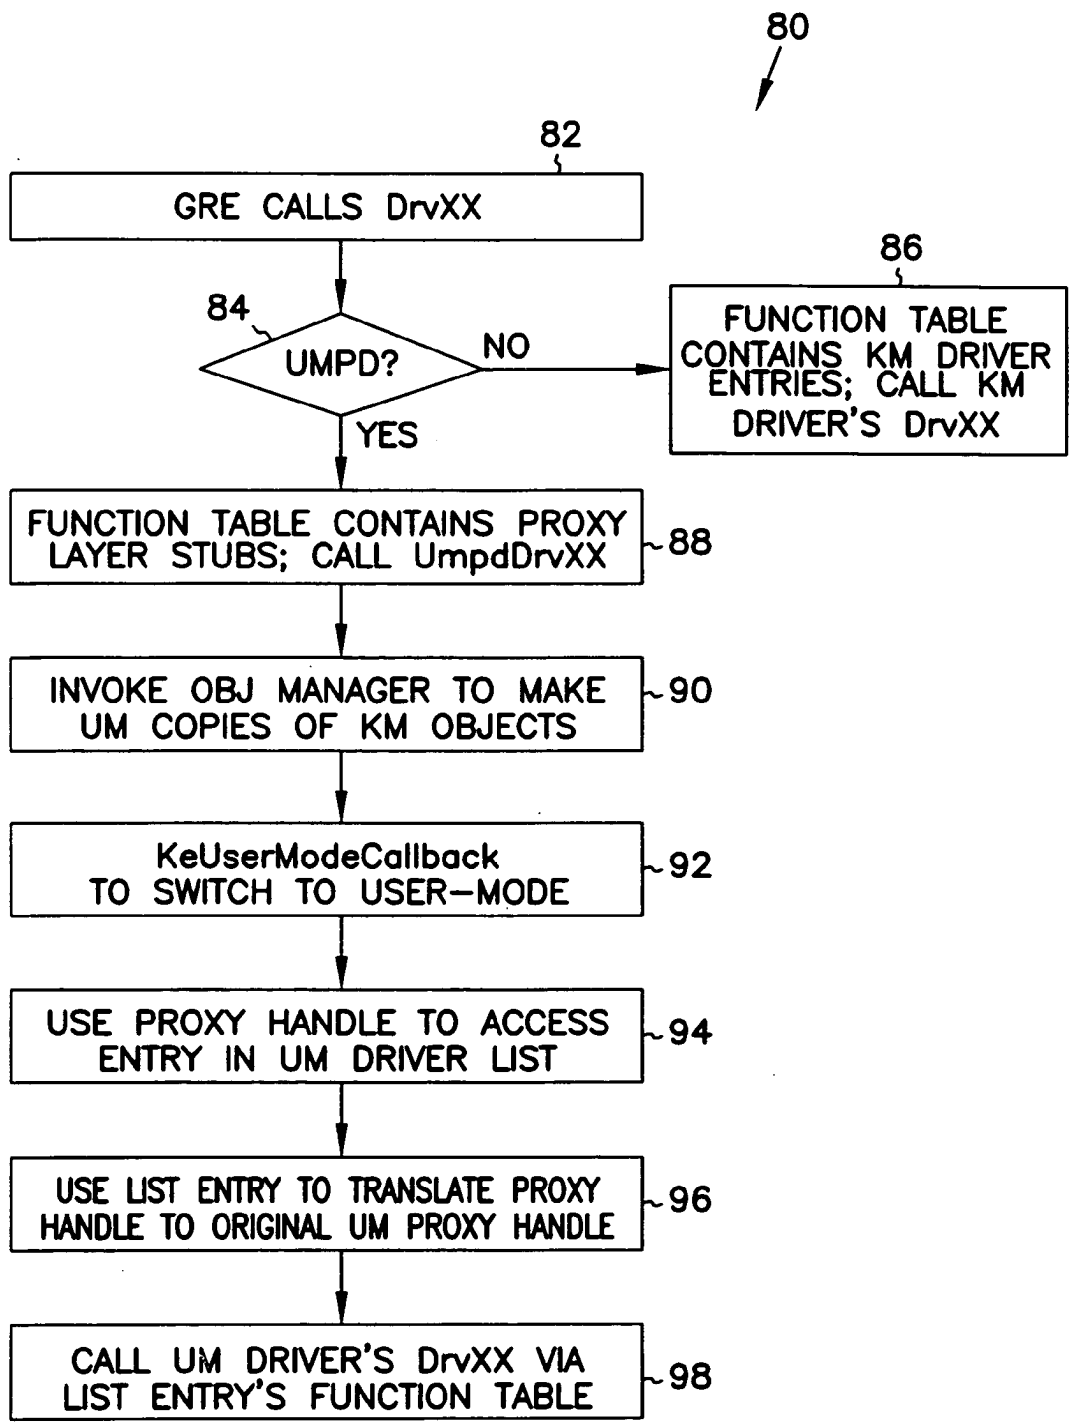 80
82
GRE CALLS DrvXX
84
UMPD?
NO
86
FUNCTION TABLE
CONTAINS KM DRIVER
ENTRIES; CALL KM
DRIVER'S DrvXX
YES
FUNCTION TABLE CONTAINS PROXY
LAYER STUBS; CALL UmpdDrvXX
88
INVOKE OBJ MANAGER TO MAKE
UM COPIES OF KM OBJECTS
90
KeUserModeCallback
TO SWITCH TO USER-MODE
92
USE PROXY HANDLE TO ACCESS
ENTRY IN UM DRIVER LIST
94
USE LIST ENTRY TO TRANSLATE PROXY
HANDLE TO ORIGINAL UM PROXY HANDLE
96
CALL UM DRIVER'S DrvXX VIA
LIST ENTRY'S FUNCTION TABLE
98